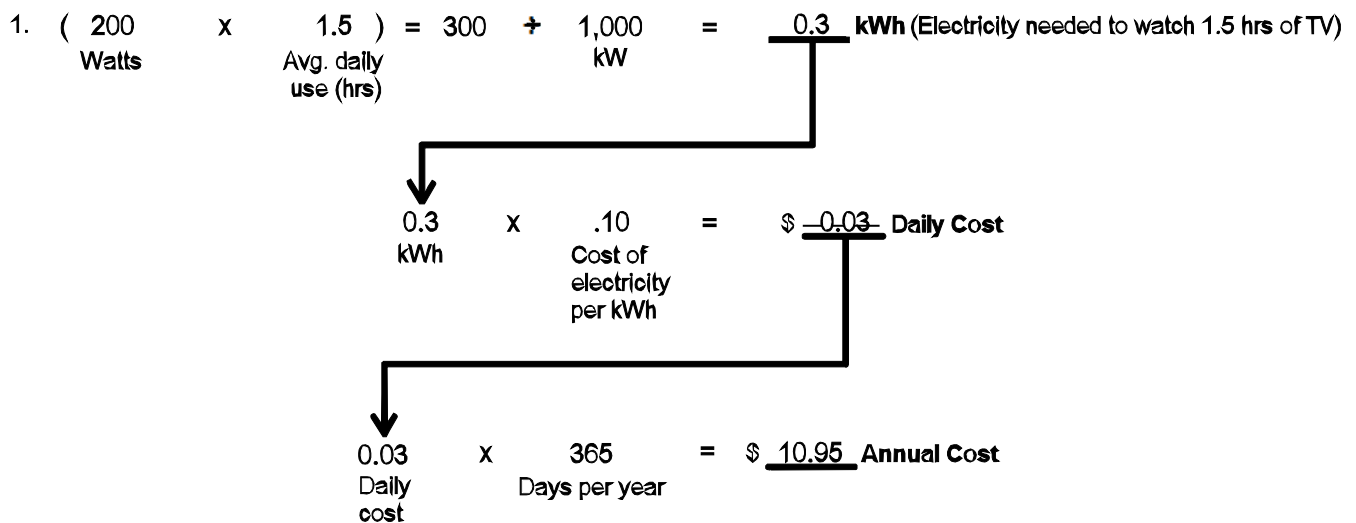 1. ( 200 x 1.5 ) = 300 ÷ 1,000 = 0.3 kWh (Electricity needed to watch 1.5 hrs of TV)
Watts Avg. daily kW
use (hrs)
0.3 x .10 = $ 0.03 Daily Cost
kWh Cost of
electricity
per kWh
0.03 x 365 = $ 10.95 Annual Cost
Daily Days per year
cost